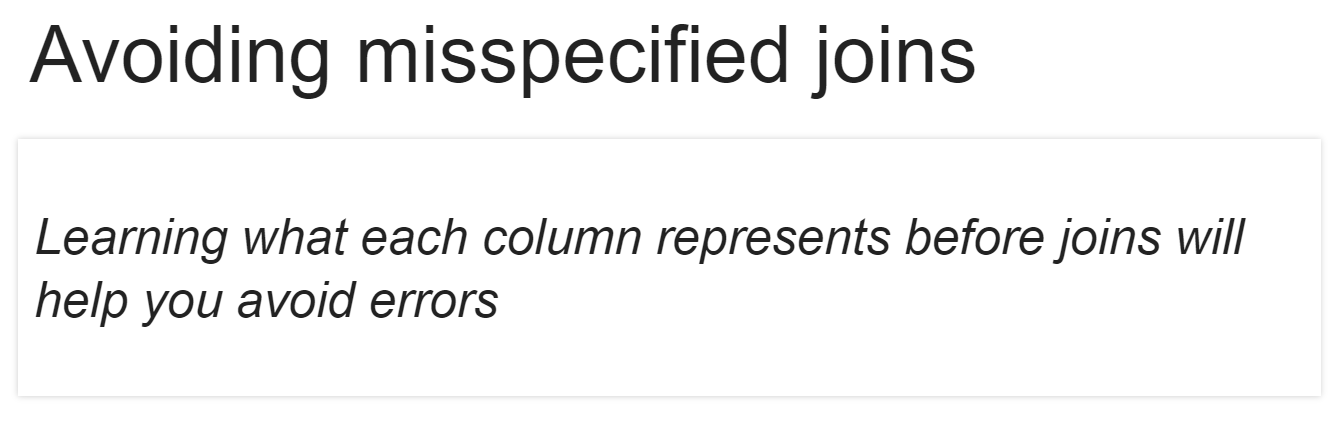 Avoiding misspecified joins
Learning what each column represents before joins will
help you avoid errors